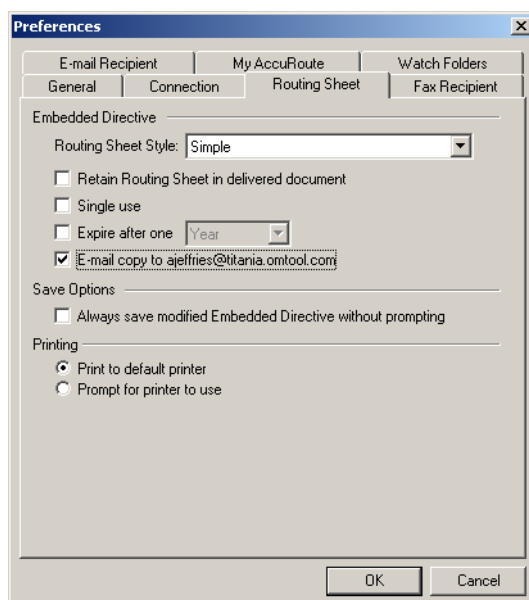 Preferences
E-mail Recipient My AccuRoute Watch Folders
General Connection Routing Sheet Fax Recipient
Embedded Directive
Routing Sheet Style: Simple
Retain Routing Sheet in delivered document
Single use
Expire after one Year
E-mail copy to ajeffries@titania.omtool.com
Save Options
Always save modified Embedded Directive without prompting
Printing
Print to default printer
Prompt for printer to use
OK Cancel